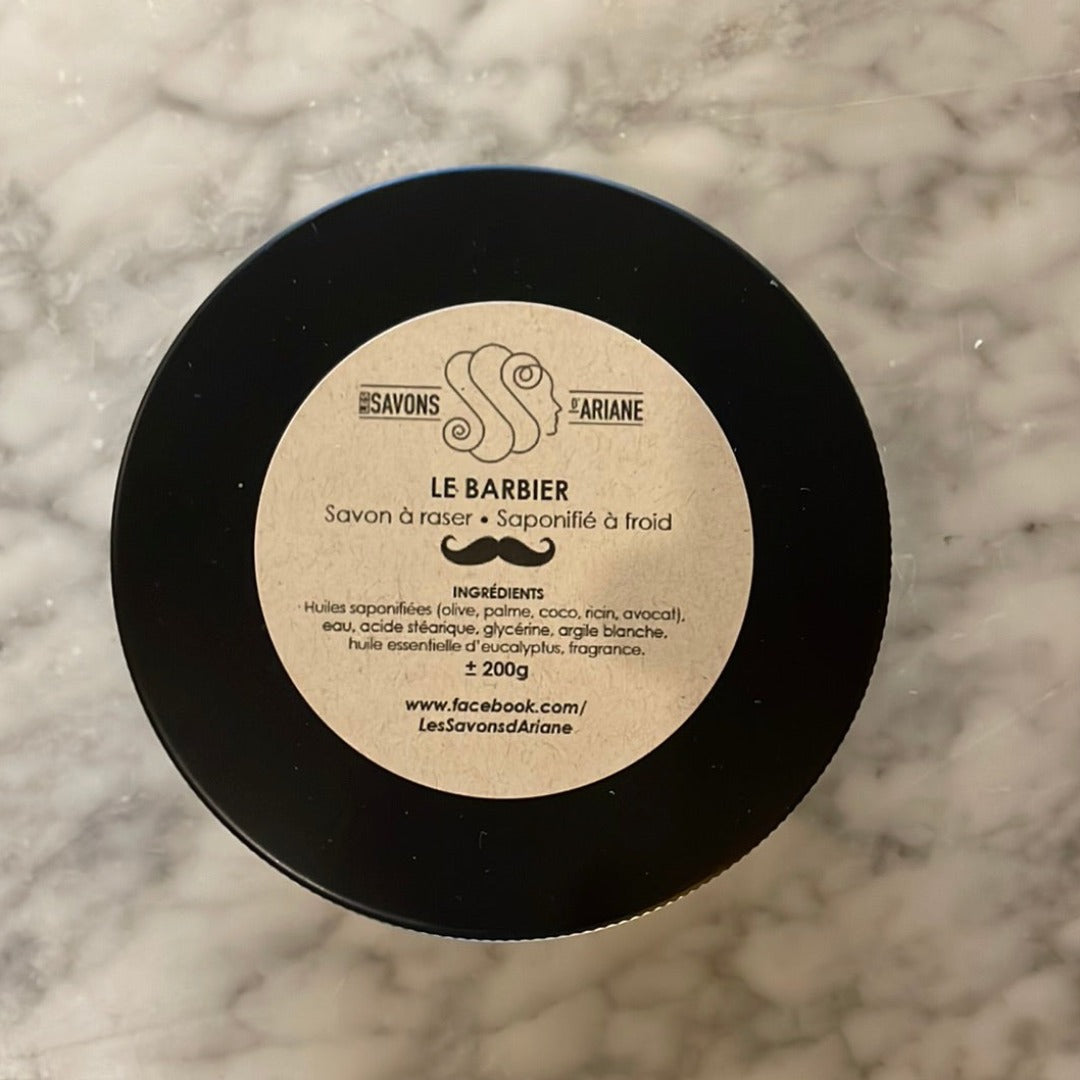 LES SAVONS D'ARIANE
LE BARBIER
Savon à raser • Saponifié à froid
INGRÉDIENTS
Huiles saponifiées (olive, palme, coco, ricin, avocat),
eau, acide stéarique, glycérine, argile blanche,
huile essentielle d'eucalyptus, fragrance.
± 200g
www.facebook.com/
LesSavonsdAriane